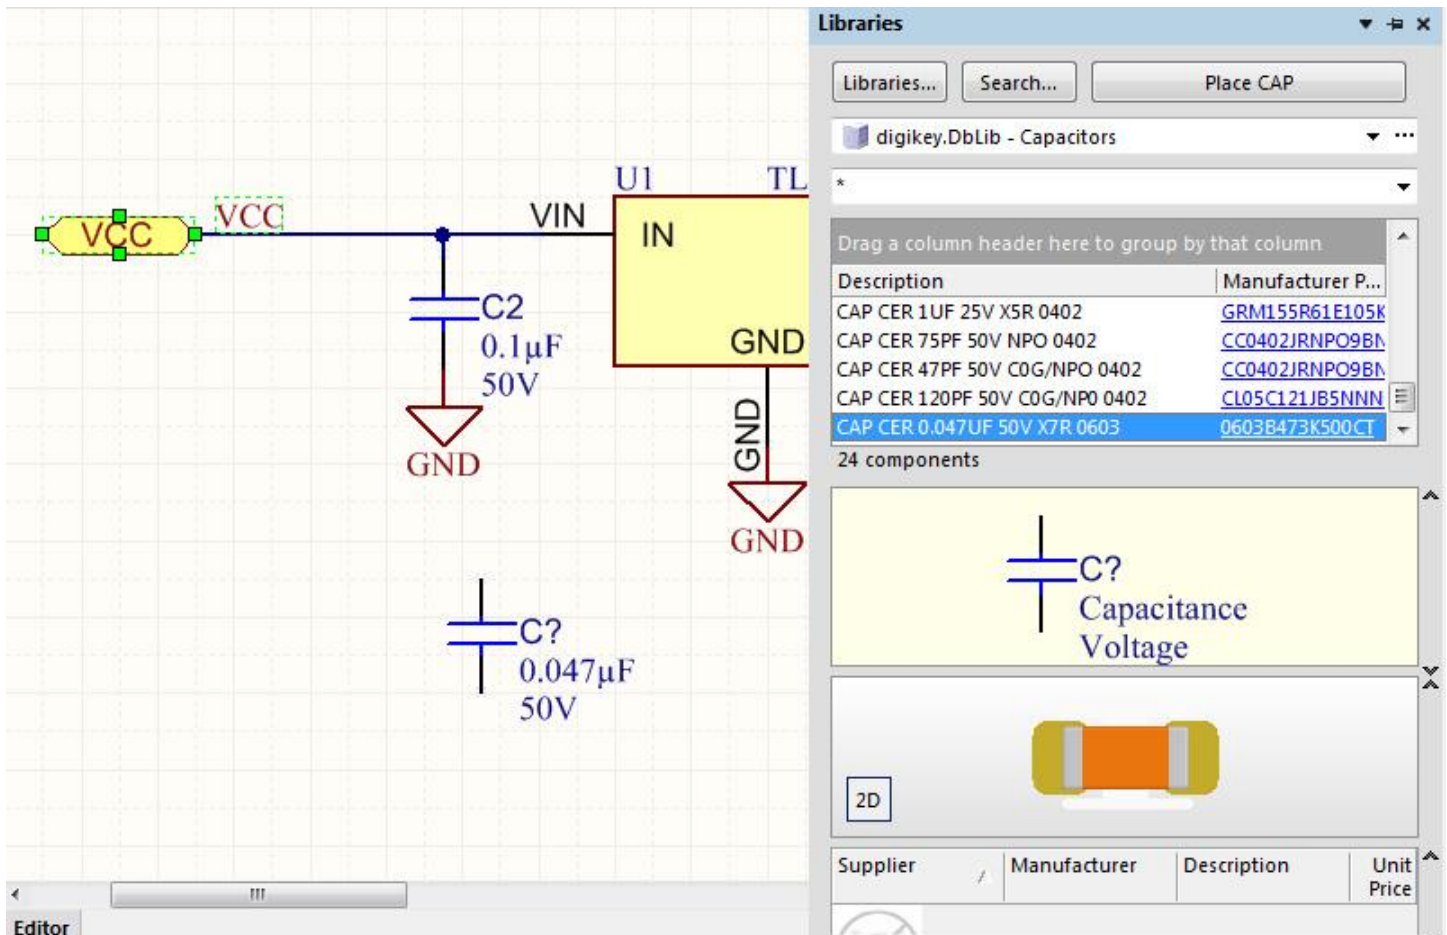 Libraries
Libraries... Search... Place CAP
digikey.DbLib - Capacitors ...
*
U1 TL
VCC VCC VIN IN
Drag a column header here to group by that column
Description Manufacturer P...
C2 CAP CER 1UF 25V X5R 0402 GRM155R61E105K
0.1µF GND CAP CER 75PF 50V NPO 0402 CC0402JRNPO9BN
50V CAP CER 47PF 50V C0G/NPO 0402 CC0402JRNPO9BN
CAP CER 120PF 50V C0G/NP0 0402 CL05C121JB5NNN
GND CAP CER 0.047UF 50V X7R 0603 0603B473K500CT
GND 24 components
GND
C?
Capacitance
Voltage
C?
0.047µF
50V
2D
Supplier Manufacturer Description Unit
Price
Editor